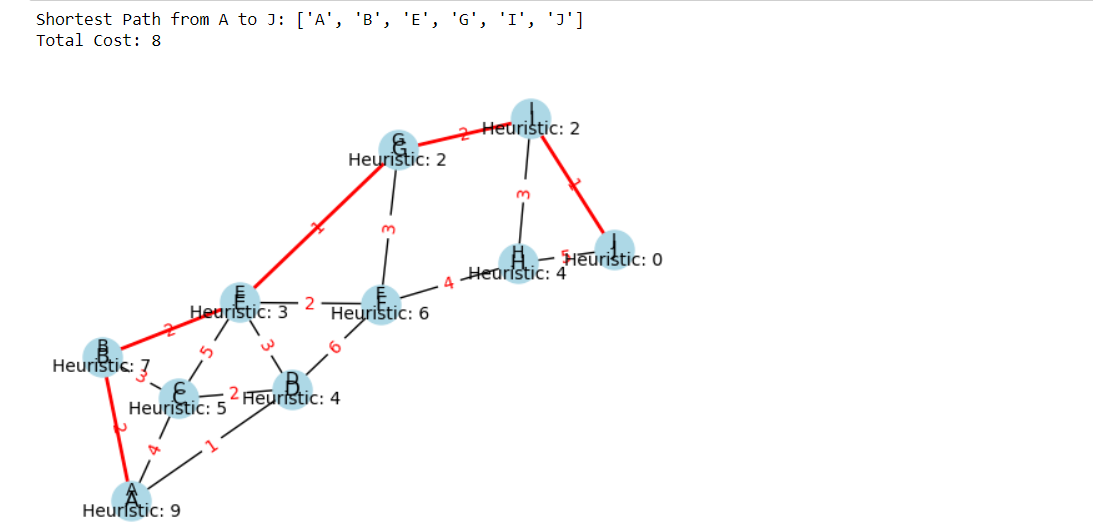 Shortest Path from A to J: ['A', 'B', 'E', 'G', 'I', 'J']
Total Cost: 8
I
Heuristic: 2
G
Heuristic: 2
2
3
1
1
3
J
Heuristic: 0
H
Heuristic: 4
5
4
E
Heuristic: 3
2
F
Heuristic: 6
2
5
3
6
B
Heuristic: 7
3
C
Heuristic: 5
2
D
Heuristic: 4
2
4
1
A
Heuristic: 9